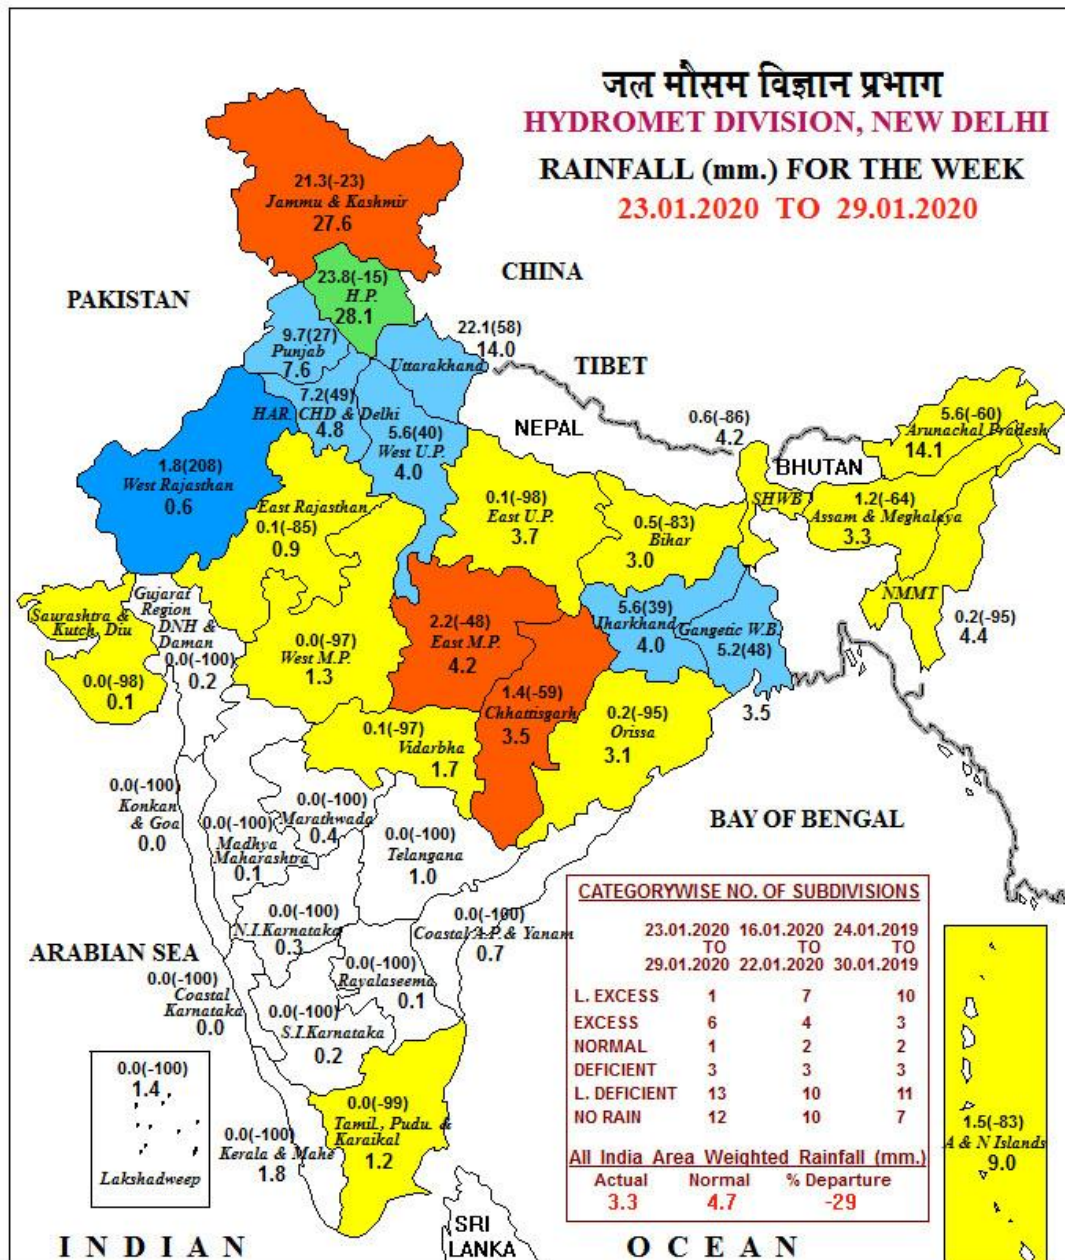 जल मौसम विज्ञान प्रभाग
HYDROMET DIVISION, NEW DELHI
RAINFALL (mm.) FOR THE WEEK
23.01.2020 TO 29.01.2020
21.3(-23)
Jammu & Kashmir
27.6
CHINA
PAKISTAN
23.8(-15)
H.P.
28.1
9.7(27)
Punjab
7.6
22.1(58)
14.0
Uttarakhand
TIBET
7.2(49)
HAR. CHD & Delhi
4.8
5.6(40)
West U.P.
4.0
NEPAL
0.6(-86)
4.2
5.6(-60)
Arunachal Pradesh
14.1
BHUTAN
SHWB
1.2(-64)
Assam & Meghalaya
3.3
1.8(208)
West Rajasthan
0.6
East Rajasthan
0.1(-85)
0.9
0.1(-98)
East U.P.
3.7
0.5(-83)
Bihar
3.0
NMMT
0.2(-95)
4.4
Gujarat
Region
DNH &
Daman
0.0(-100)
0.2
Saurashtra &
Kutch, Diu
0.0(-98)
0.1
0.0(-97)
West M.P.
1.3
2.2(-48)
East M.P.
4.2
5.6(39)
Jharkhand
4.0
Gangetic W.B.
5.2(48)
3.5
1.4(-59)
Chhattisgarh
3.5
0.2(-95)
Orissa
3.1
0.1(-97)
Vidarbha
1.7
0.0(-100)
Konkan
& Goa
0.0
0.0(-100)
Madhya
Maharashtra
0.1
0.0(-100)
Marathwada
0.4
0.0(-100)
Telangana
1.0
BAY OF BENGAL
0.0(-100)
N.I.Karnataka
0.3
0.0(-100)
Coastal A.P.& Yanam
0.7
ARABIAN SEA
0.0(-100)
Coastal
Karnataka
0.0
0.0(-100)
Rayalaseema
0.1
0.0(-100)
S.I.Karnataka
0.2
0.0(-100)
1.4
Lakshadweep
0.0(-100)
Kerala & Mahe
1.8
0.0(-99)
Tamil., Pudu. &
Karaikal
1.2
CATEGORYWISE NO. OF SUBDIVISIONS
23.01.2020 16.01.2020 24.01.2019
TO TO TO
29.01.2020 22.01.2020 30.01.2019
L. EXCESS 1 7 10
EXCESS 6 4 3
NORMAL 1 2 2
DEFICIENT 3 3 3
L. DEFICIENT 13 10 11
NO RAIN 12 10 7
All India Area Weighted Rainfall (mm.)
Actual Normal % Departure
3.3 4.7 -29
1.5(-83)
A & N Islands
9.0
SRI
LANKA
INDIAN OCEAN